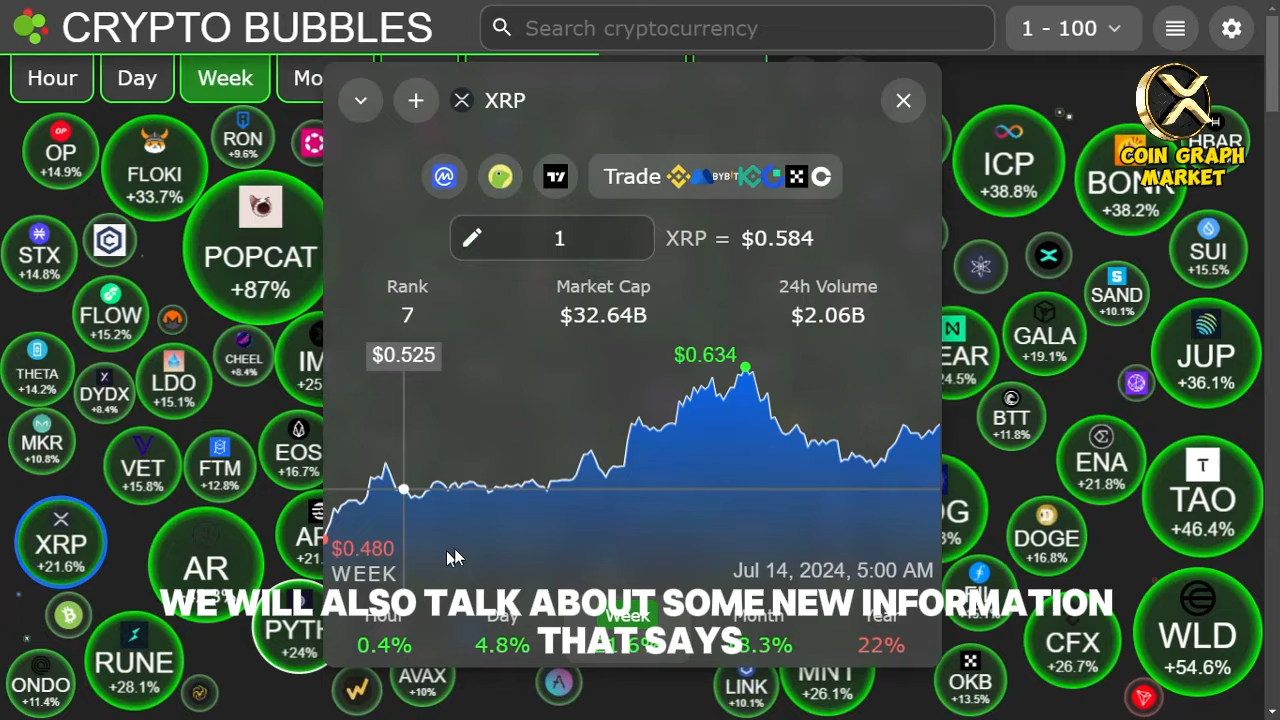 CRYPTO BUBBLES
Search cryptocurrency
1 - 100
Hour
Day
Week
XRP
COIN GRAPH
MARKET
Trade
BYBIT
1
XRP = $0.584
Rank
Market Cap
24h Volume
7
$32.64B
$2.06B
$0.525
$0.634
$0.480
WEEK
Jul 14, 2024, 5:00 AM
Hour
Day
Week
Month
Year
0.4%
4.8%
22%
WE WILL ALSO TALK ABOUT SOME NEW INFORMATION
THAT SAYS
OP
+14.9%
FLOKI
+33.7%
RON
+9.6%
STX
+14.8%
POPCAT
+87%
FLOW
+15.2%
THETA
+14.2%
DYDX
+8.4%
LDO
+15.1%
CHEEL
+8.4%
MKR
+10.8%
VET
+15.8%
FTM
+12.8%
EOS
+16.7%
XRP
+21.6%
AR
PYTH
+24%
RUNE
+28.1%
ONDO
+11.4%
AVAX
+10%
LINK
+10.1%
MNT
+26.1%
ICP
+38.8%
BONK
+38.2%
HBAR
SUI
+15.5%
SAND
+10.1%
GALA
+19.1%
JUP
+36.1%
BTT
+11.8%
ENA
+21.8%
TAO
+46.4%
DOGE
+16.8%
CFX
+26.7%
WLD
+54.6%
OKB
+13.5%